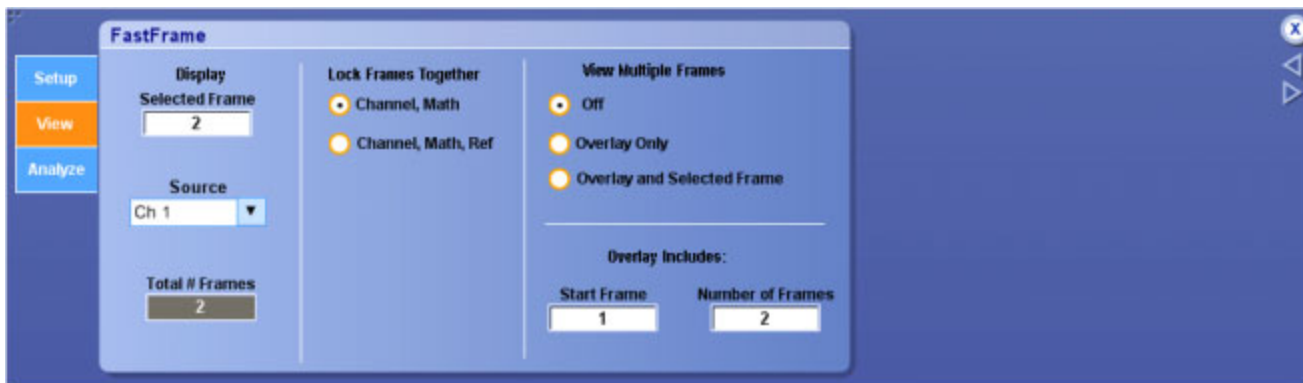 FastFrame
X
Setup
View
Analyze
Display
Selected Frame
2
Source
Ch 1
Total # Frames
2
Lock Frames Together
Channel, Math
Channel, Math, Ref
View Multiple Frames
Off
Overlay Only
Overlay and Selected Frame
Overlay Includes:
Start Frame
1
Number of Frames
2